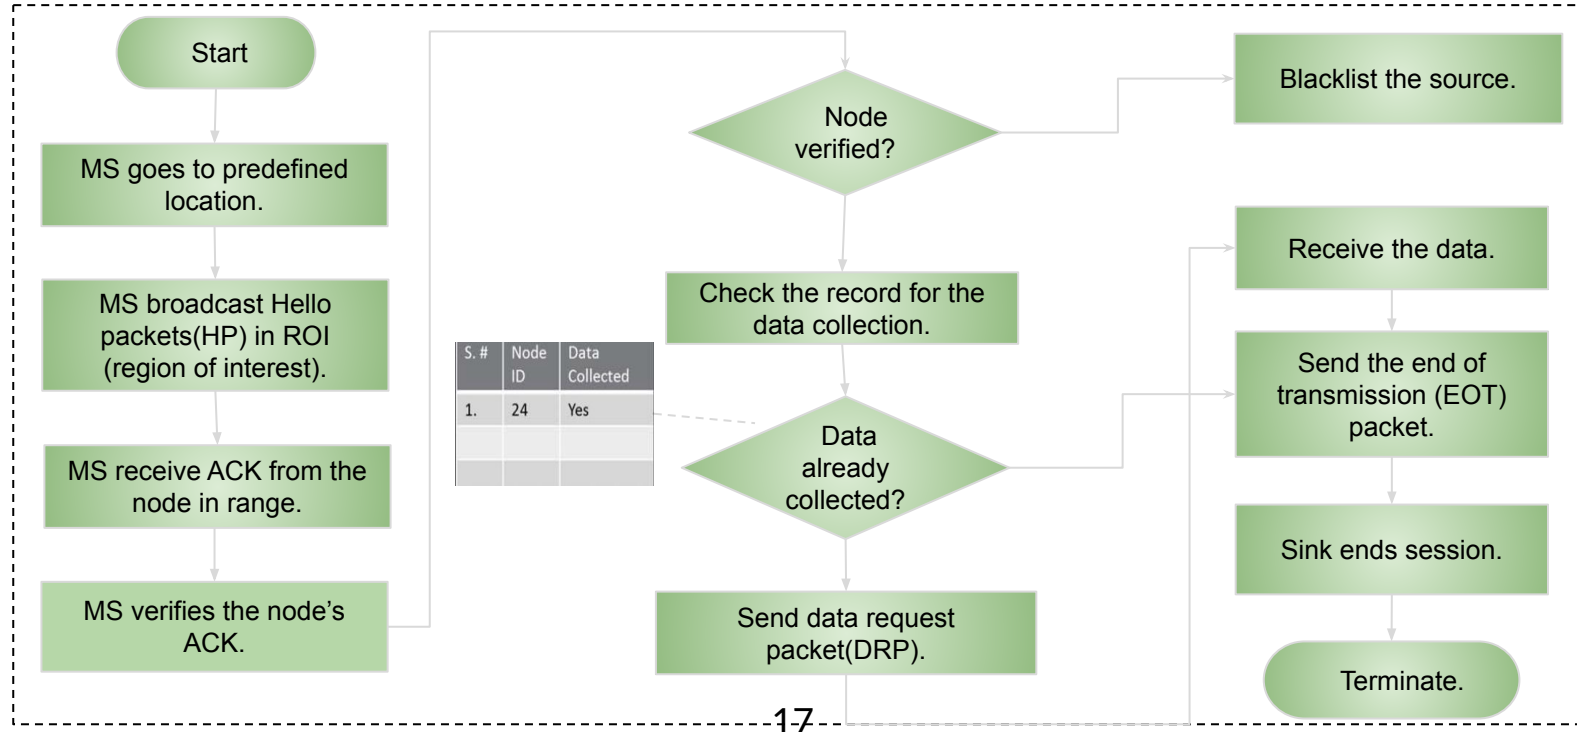 Start
MS goes to predefined
location.
MS broadcast Hello
packets(HP) in ROI
(region of interest).
MS receive ACK from the
node in range.
MS verifies the node’s
ACK.
Node
verified?
Check the record for the
data collection.
S. # Node ID Data Collected
1. 24 Yes
Data
already
collected?
Send data request
packet(DRP).
Blacklist the source.
Receive the data.
Send the end of
transmission (EOT)
packet.
Sink ends session.
Terminate.
17